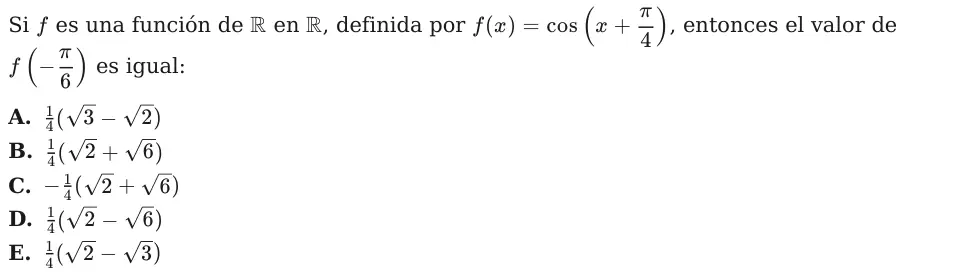 Si f es una función de ℝ en ℝ, definida por f(x) = cos(x + π/4), entonces el valor de
f(−π/6) es igual:
A. 1/4(√3 − √2)
B. 1/4(√2 + √6)
C. −1/4(√2 + √6)
D. 1/4(√2 − √6)
E. 1/4(√2 − √3)